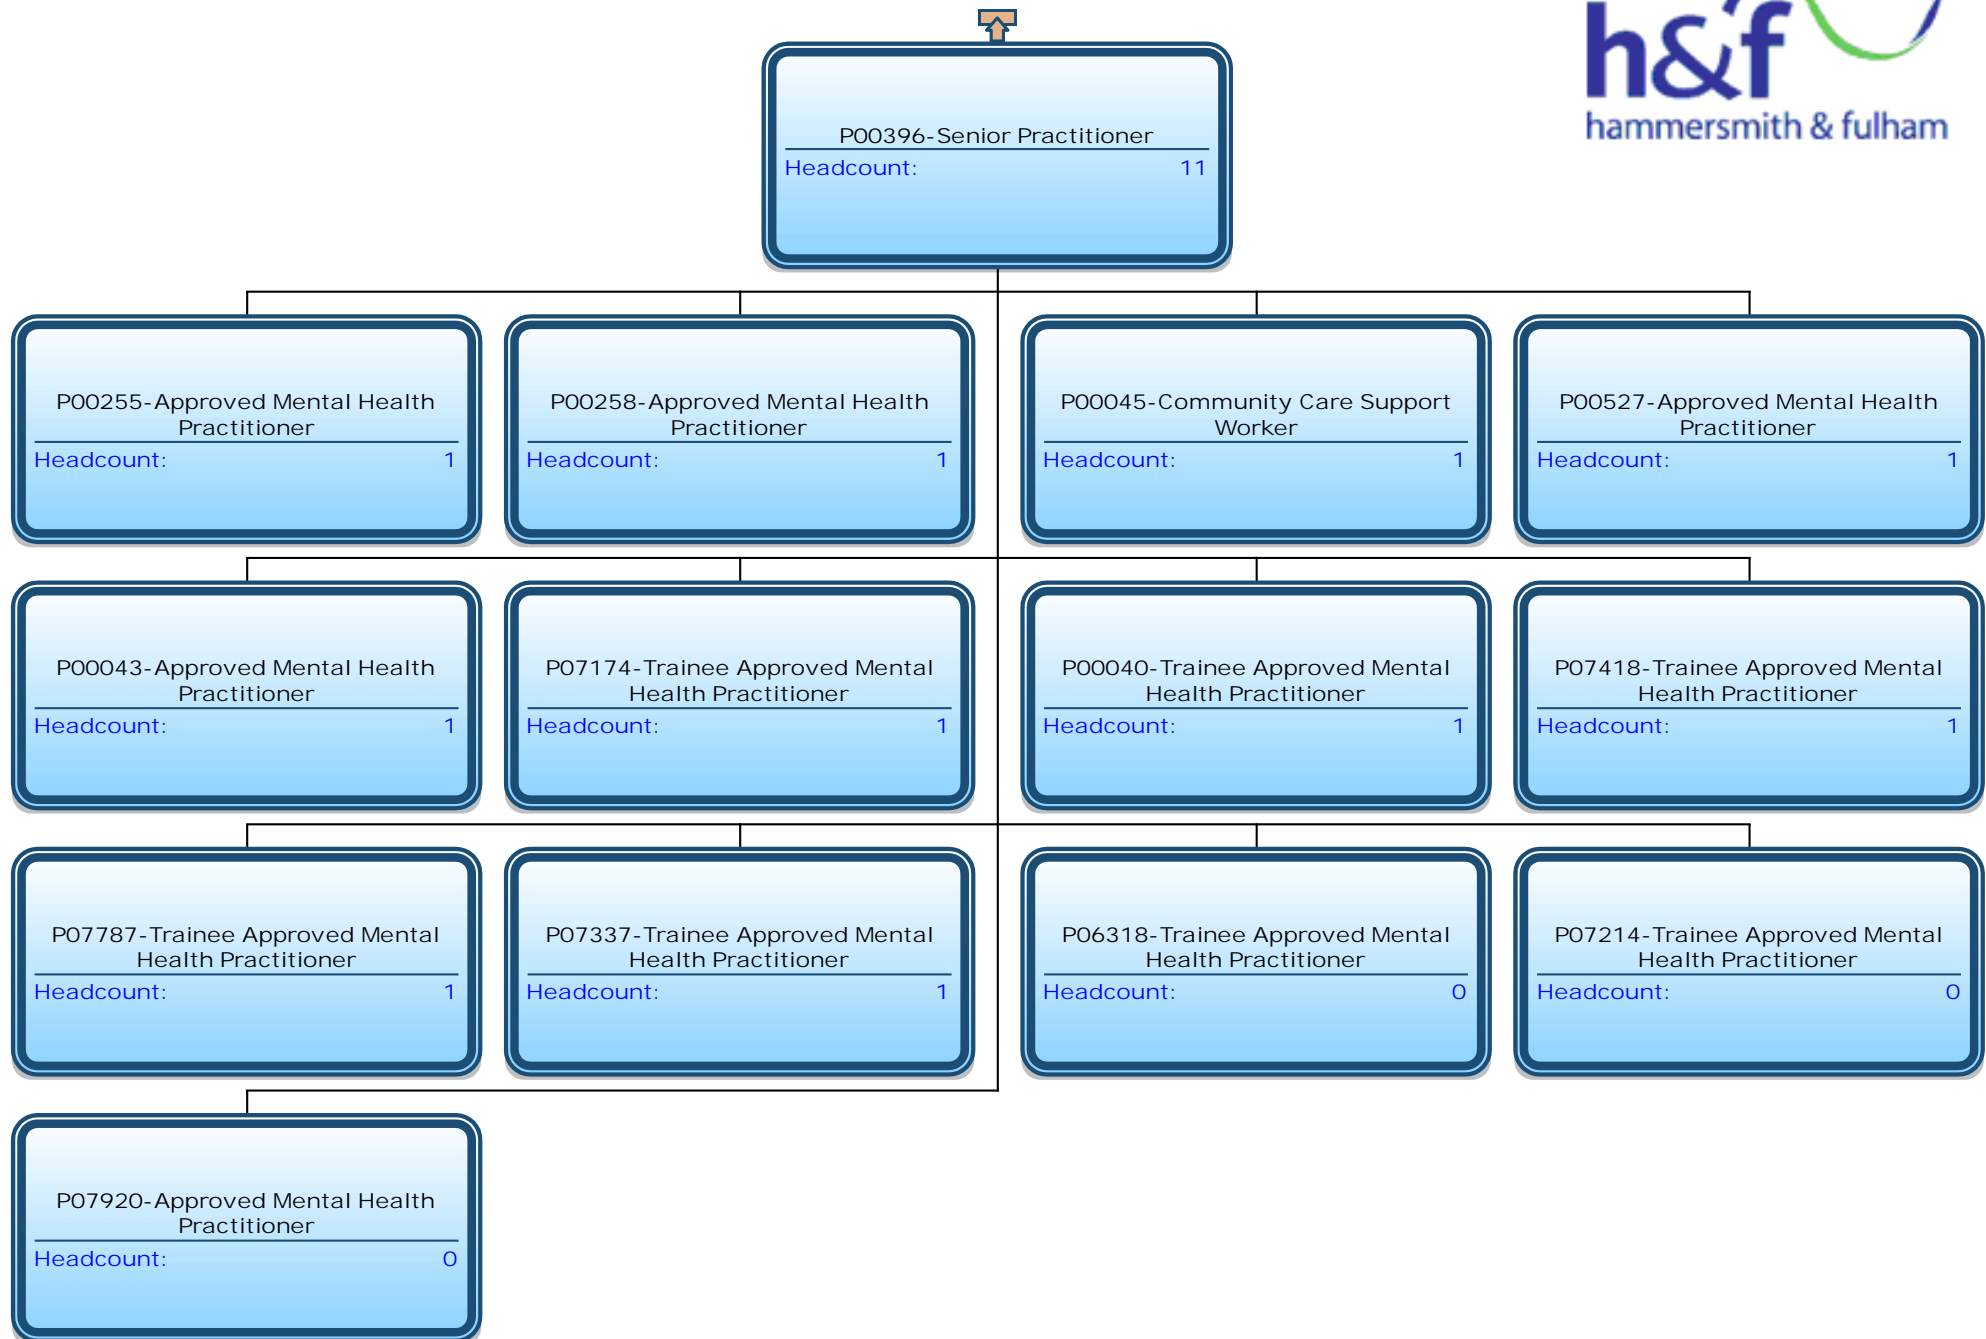 h&f
hammersmith & fulham
P00396-Senior Practitioner
Headcount: 11
P00255-Approved Mental Health
Practitioner
Headcount: 1
P00258-Approved Mental Health
Practitioner
Headcount: 1
P00045-Community Care Support
Worker
Headcount: 1
P00527-Approved Mental Health
Practitioner
Headcount: 1
P00043-Approved Mental Health
Practitioner
Headcount: 1
P07174-Trainee Approved Mental
Health Practitioner
Headcount: 1
P00040-Trainee Approved Mental
Health Practitioner
Headcount: 1
P07418-Trainee Approved Mental
Health Practitioner
Headcount: 1
P07787-Trainee Approved Mental
Health Practitioner
Headcount: 1
P07337-Trainee Approved Mental
Health Practitioner
Headcount: 1
P06318-Trainee Approved Mental
Health Practitioner
Headcount: 0
P07214-Trainee Approved Mental
Health Practitioner
Headcount: 0
P07920-Approved Mental Health
Practitioner
Headcount: 0